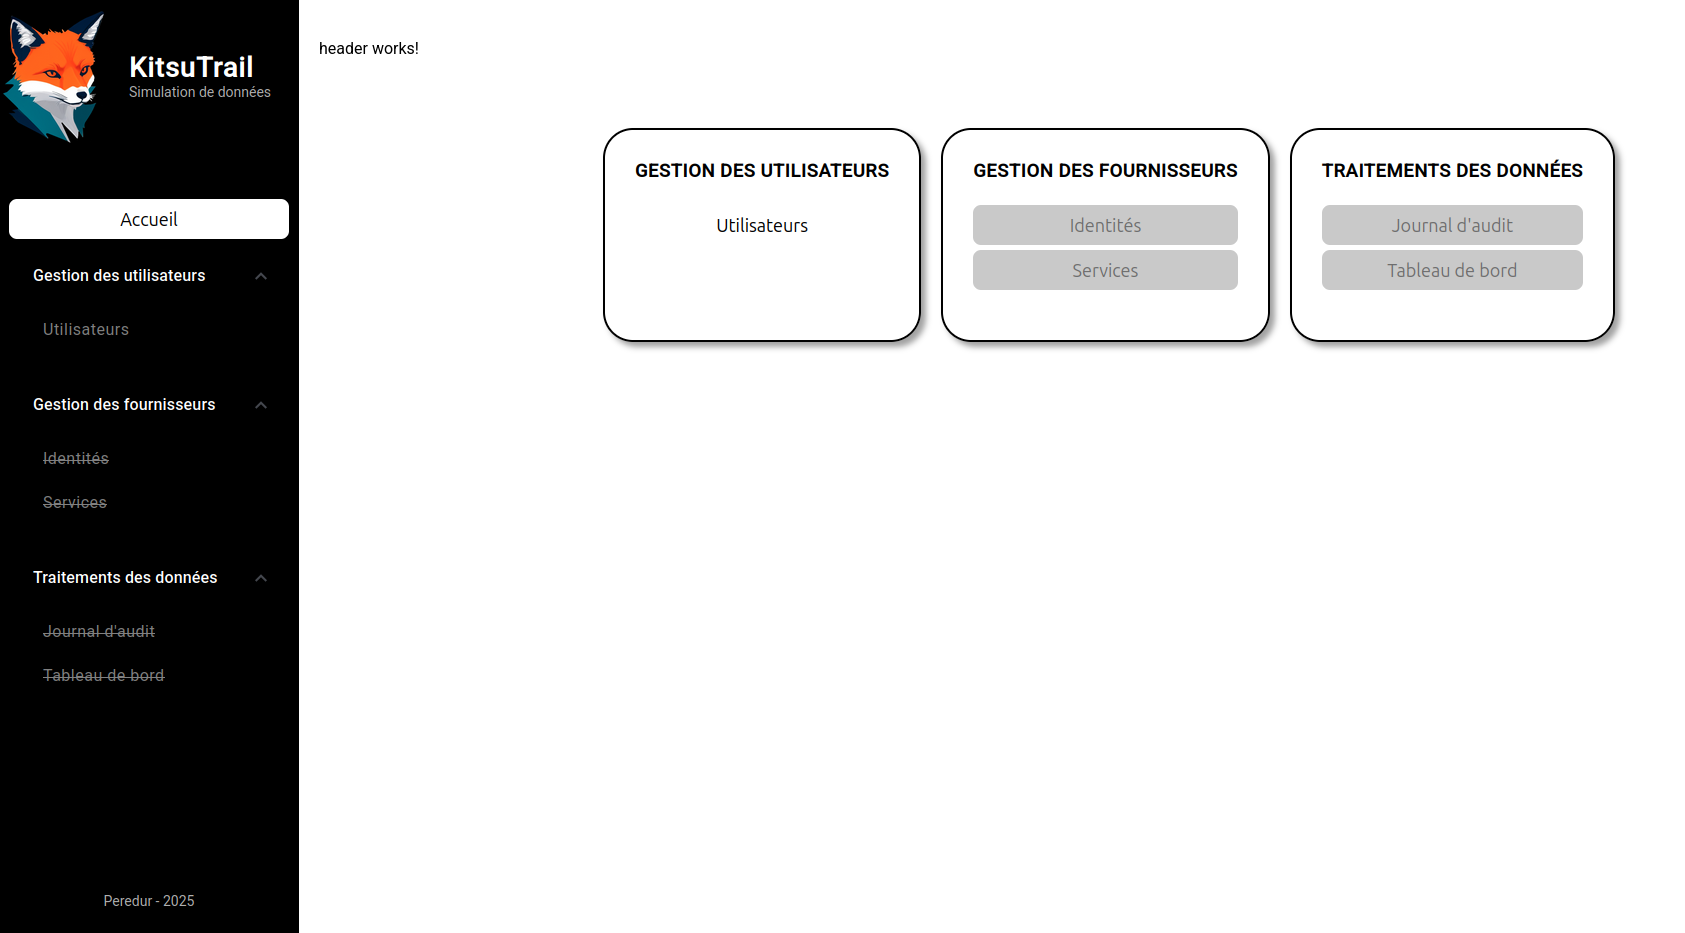 KitsuTrail
Simulation de données
Accueil
Gestion des utilisateurs
Utilisateurs
Gestion des fournisseurs
Identités
Services
Traitements des données
Journal d'audit
Tableau de bord
Peredur - 2025
header works!
GESTION DES UTILISATEURS
Utilisateurs
GESTION DES FOURNISSEURS
Identités
Services
TRAITEMENTS DES DONNÉES
Journal d'audit
Tableau de bord